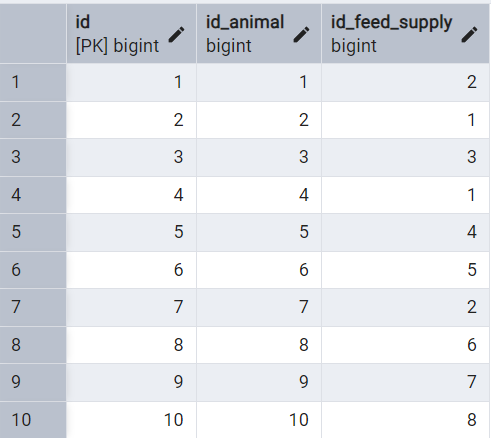 id id_animal id_feed_supply
[PK] bigint bigint bigint
1 1 1 2
2 2 2 1
3 3 3 3
4 4 4 1
5 5 5 4
6 6 6 5
7 7 7 2
8 8 8 6
9 9 9 7
10 10 10 8